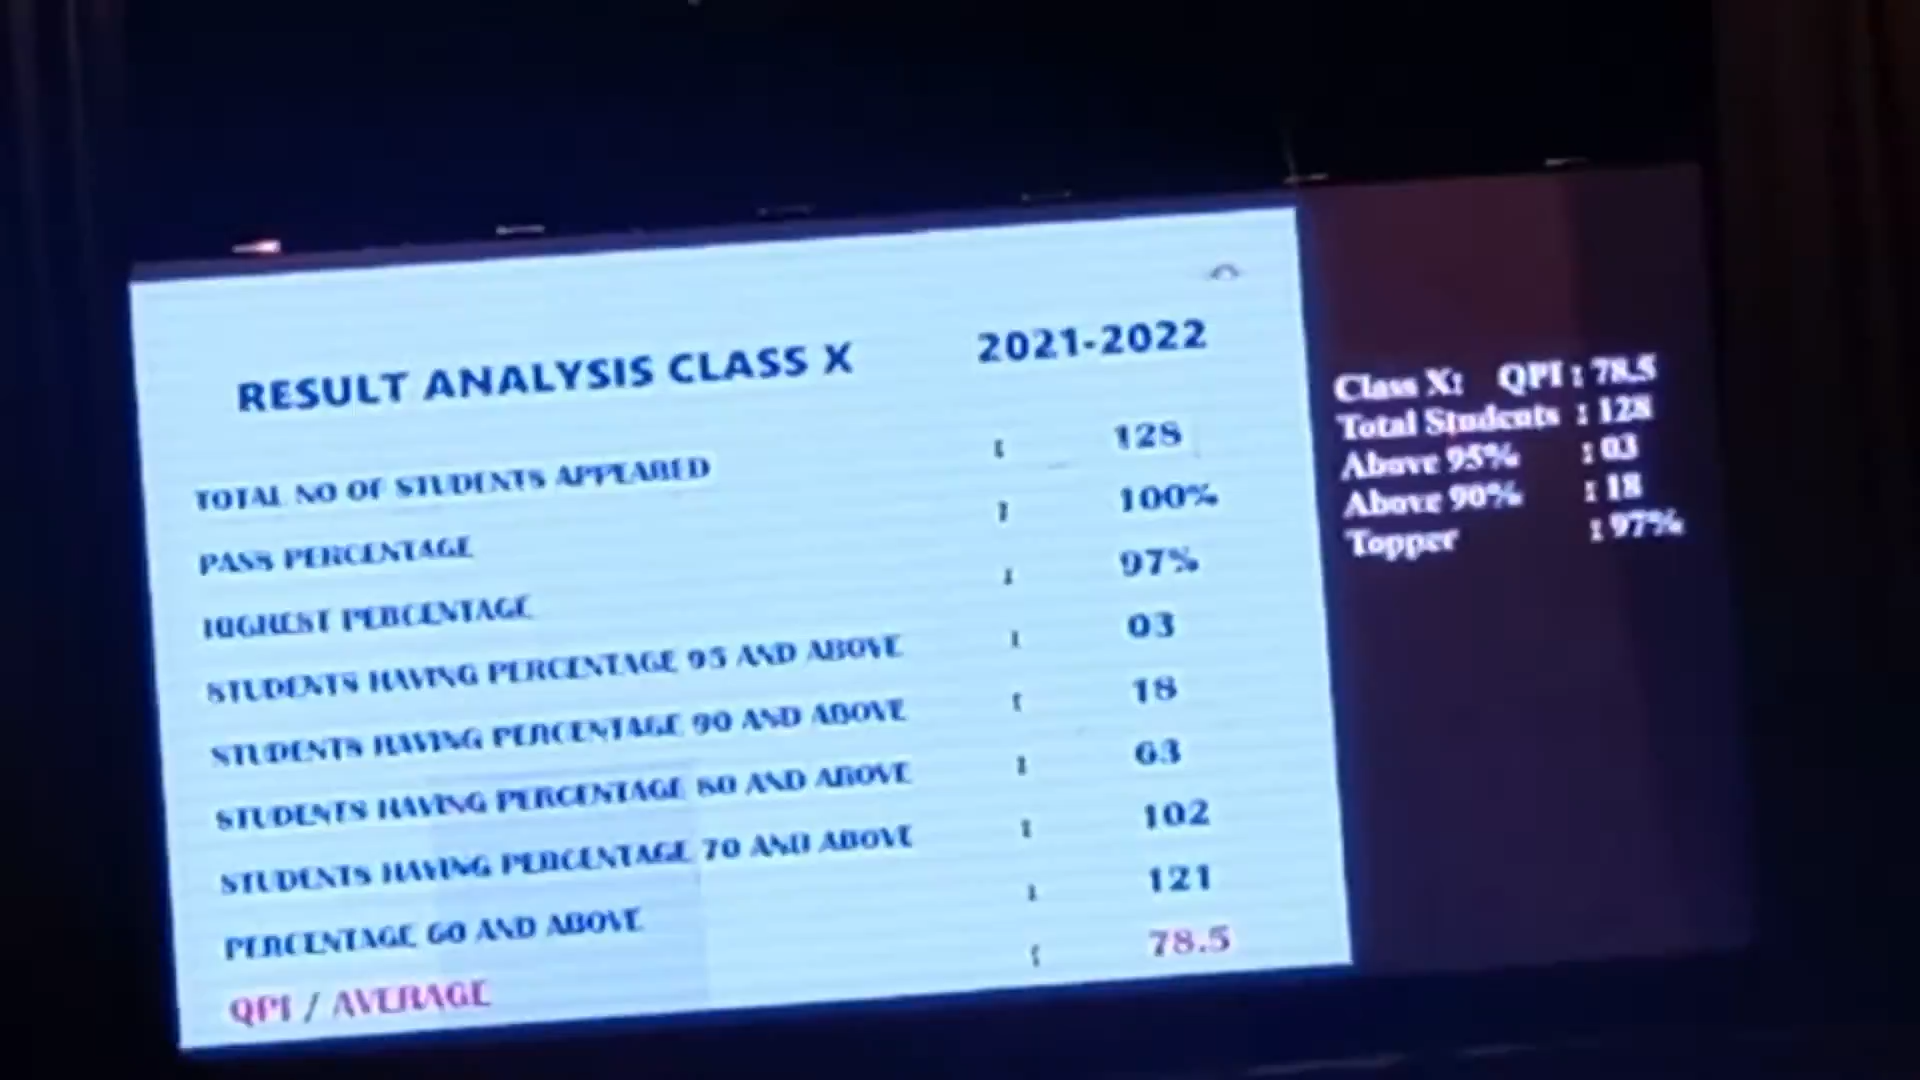 RESULT ANALYSIS CLASS X 2021-2022
TOTAL NO OF STUDENTS APPEARED : 128
PASS PERCENTAGE : 100%
HIGHEST PERCENTAGE : 97%
STUDENTS HAVING PERCENTAGE 95 AND ABOVE : 03
STUDENTS HAVING PERCENTAGE 90 AND ABOVE : 18
STUDENTS HAVING PERCENTAGE 80 AND ABOVE : 63
STUDENTS HAVING PERCENTAGE 70 AND ABOVE : 102
PERCENTAGE 60 AND ABOVE : 121
QPI / AVERAGE : 78.5
Class X: QPI : 78.5
Total Students : 128
Above 95% : 03
Above 90% : 18
Topper : 97%